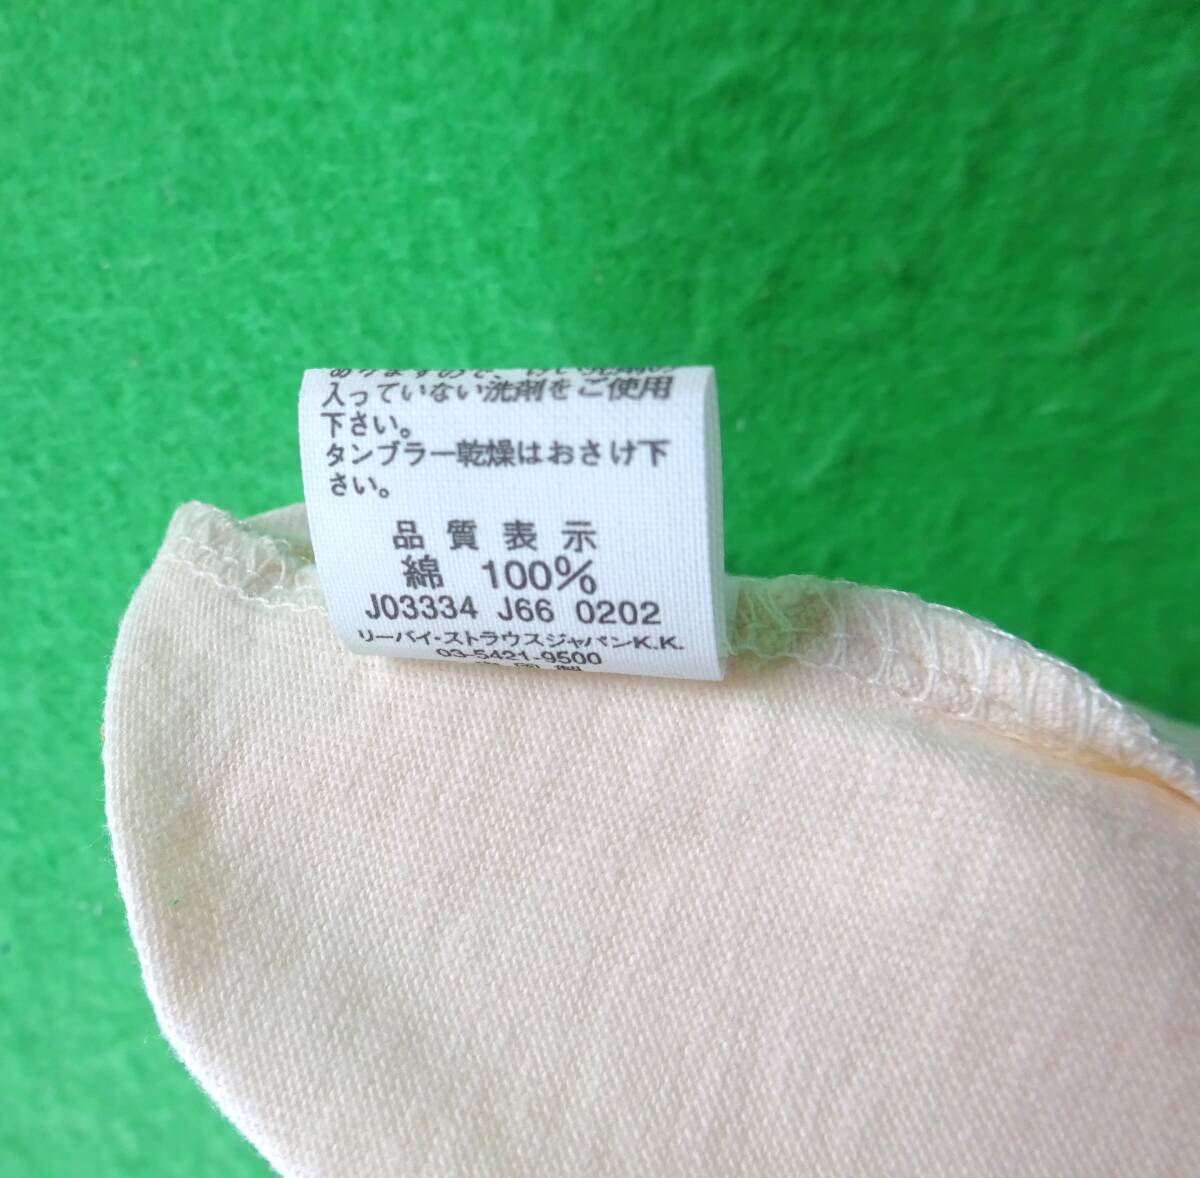 入っていない洗剤をご使用
下さい。
タンブラー乾燥はおさけ下
さい。
品質表示
綿 100%
J03334 J66 0202
リーバイ・ストラウスジャパンK.K.
03-5421-9500